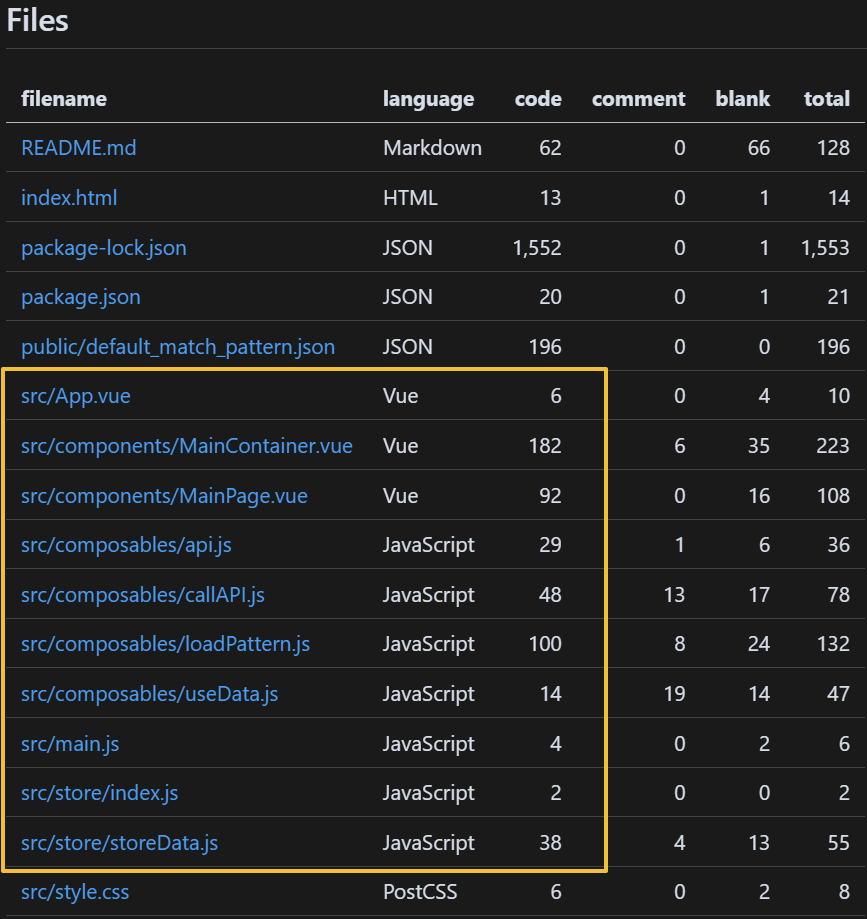 Files
filename language code comment blank total
README.md Markdown 62 0 66 128
index.html HTML 13 0 1 14
package-lock.json JSON 1,552 0 1 1,553
package.json JSON 20 0 1 21
public/default_match_pattern.json JSON 196 0 0 196
src/App.vue Vue 6 0 4 10
src/components/MainContainer.vue Vue 182 6 35 223
src/components/MainPage.vue Vue 92 0 16 108
src/composables/api.js JavaScript 29 1 6 36
src/composables/callAPI.js JavaScript 48 13 17 78
src/composables/loadPattern.js JavaScript 100 8 24 132
src/composables/useData.js JavaScript 14 19 14 47
src/main.js JavaScript 4 0 2 6
src/store/index.js JavaScript 2 0 0 2
src/store/storeData.js JavaScript 38 4 13 55
src/style.css PostCSS 6 0 2 8